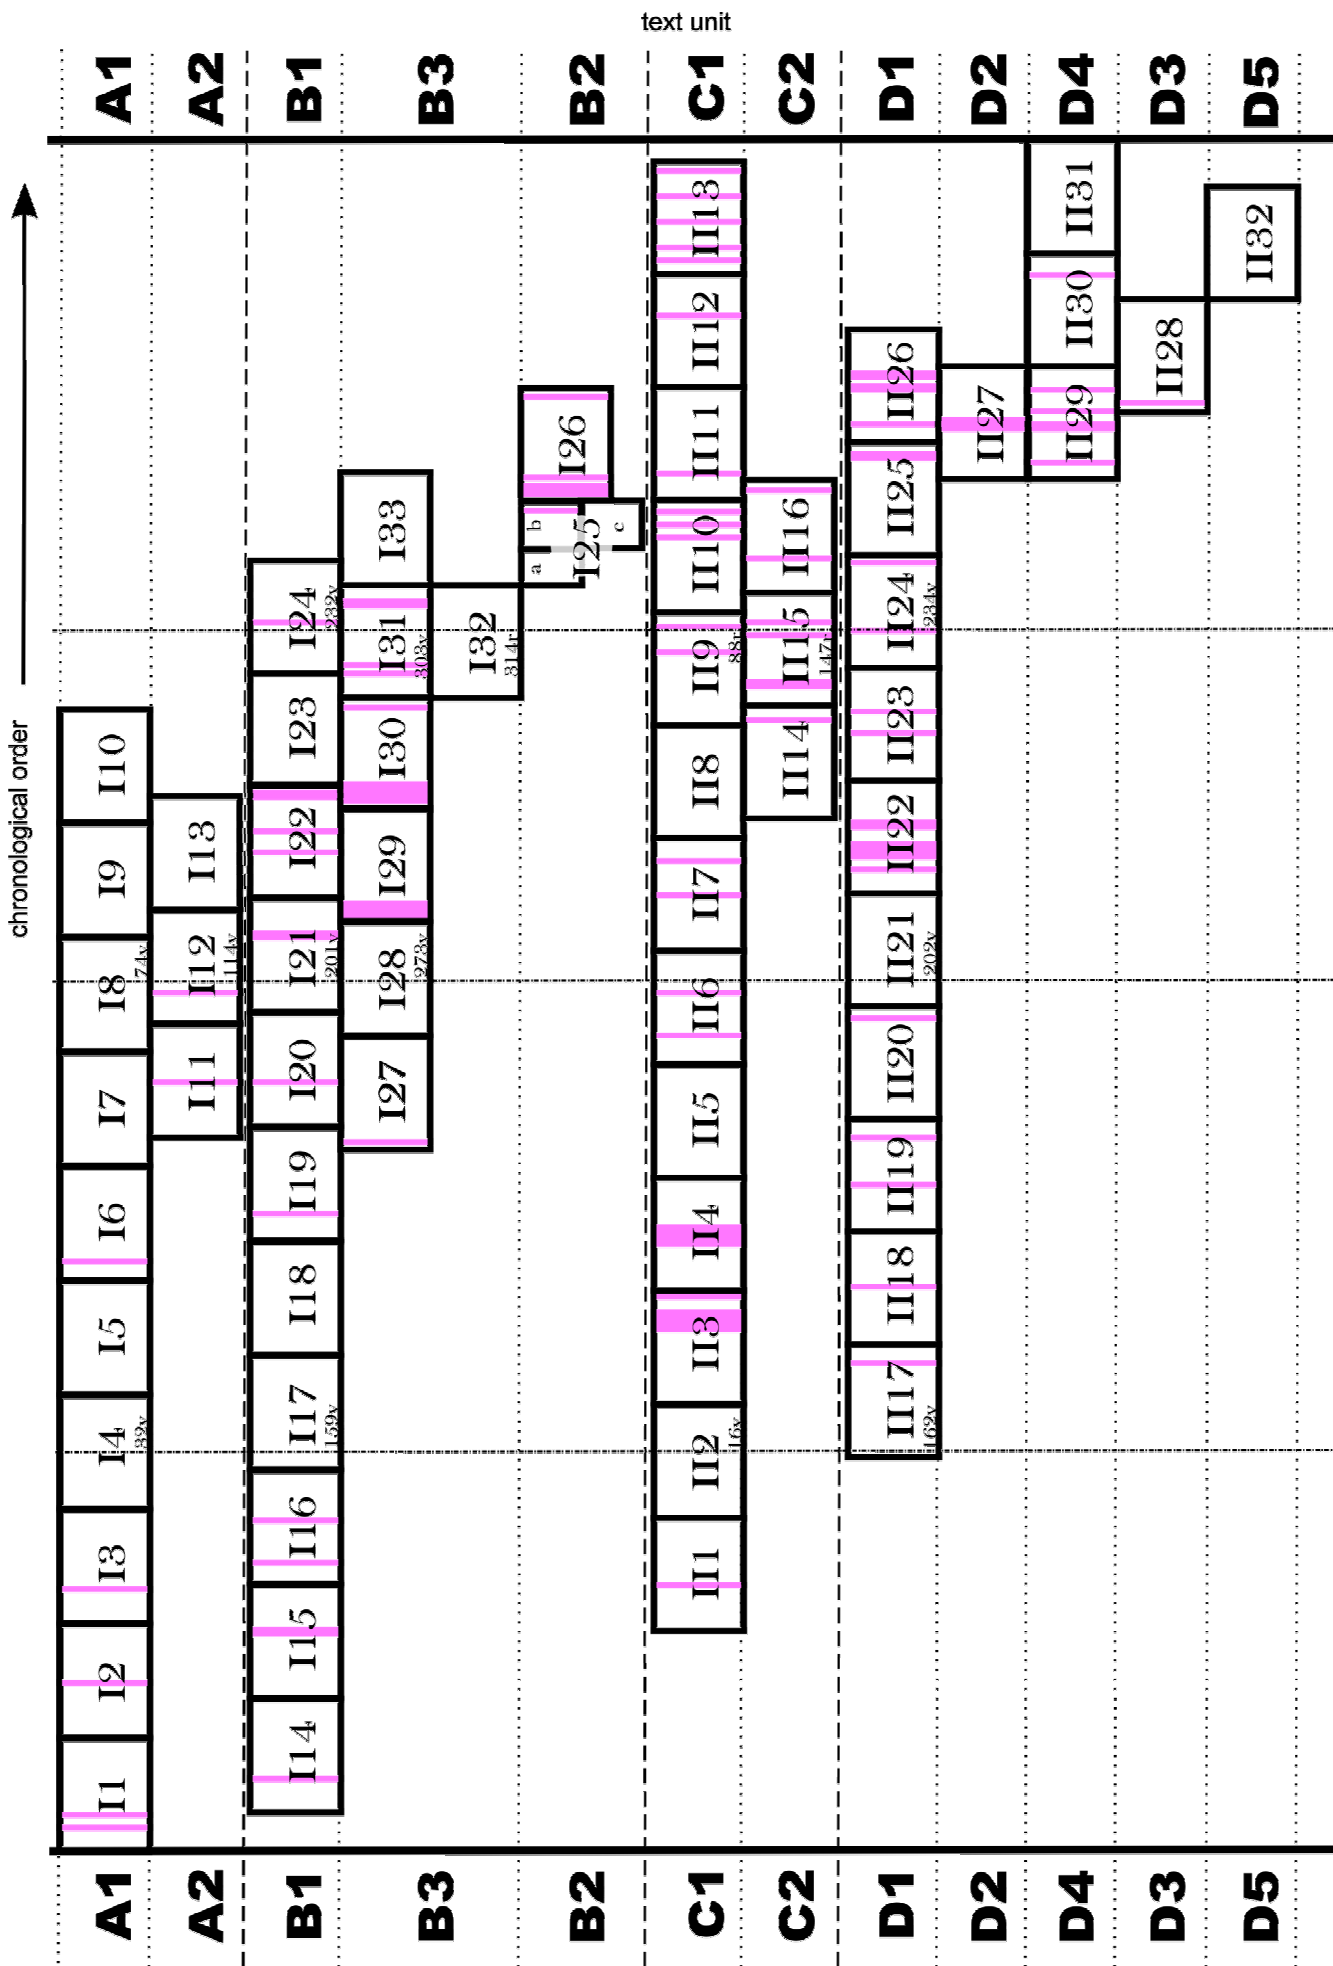 text unit
chronological order
A1 I1 I2 I3 I4 32v I5 I6 I7 I8 74v I9 I10 A1
A2 I11 I12 114v I13 A2
B1 I14 I15 I16 I17 159v I18 I19 I20 I21 201v I22 I23 I24 232v B1
B3 I27 I28 273v I29 I30 I31 303v I33 B3
I32 314r
B2 a b I25 c I26 B2
C1 II1 II2 16v II3 II4 II5 II6 II7 II8 II9 88r II10 II11 II12 II13 C1
C2 II14 II15 147r II16 C2
D1 II17 162v II18 II19 II20 II21 202v II22 II23 II24 234v II25 II26 D1
D2 II27 D2
D4 II29 II30 II31 D4
D3 II28 D3
D5 II32 D5